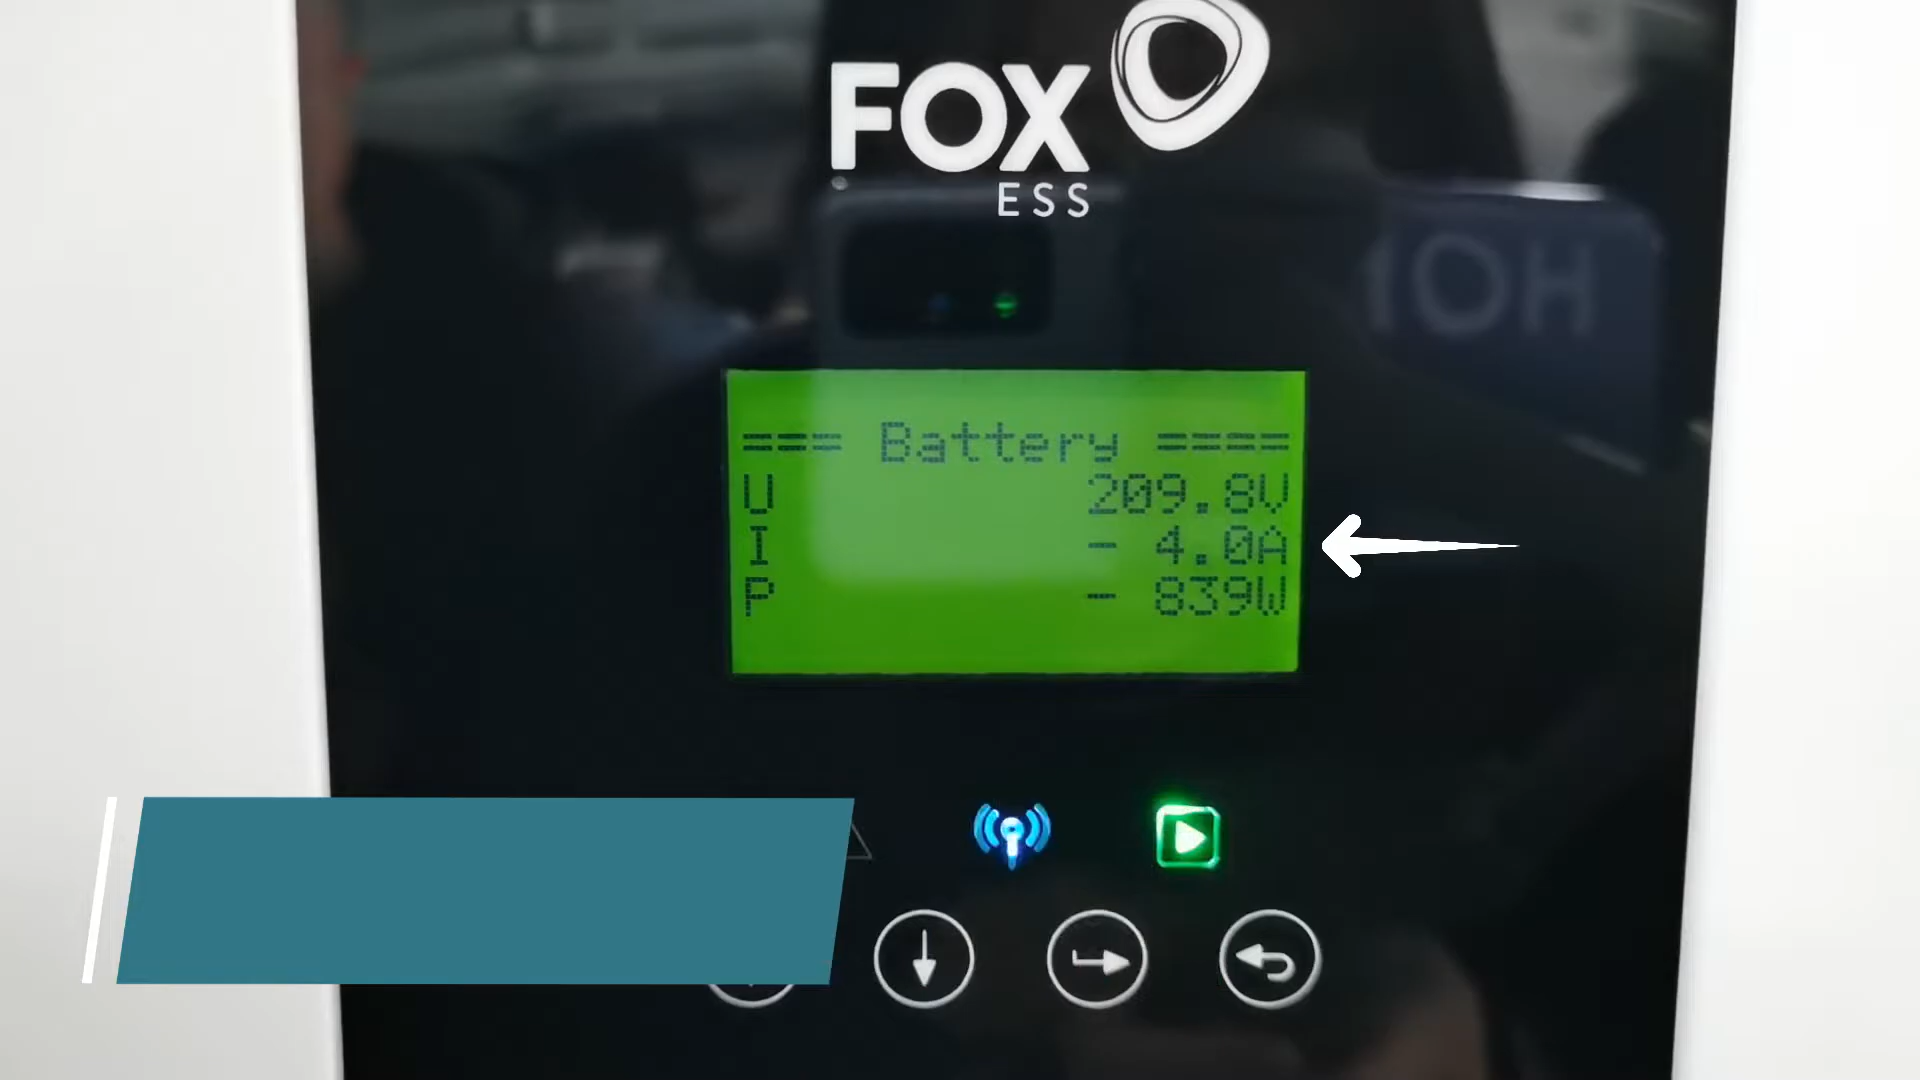 FOX
ESS
=== Battery ====
U 209.8V
I - 4.0A
P - 839W